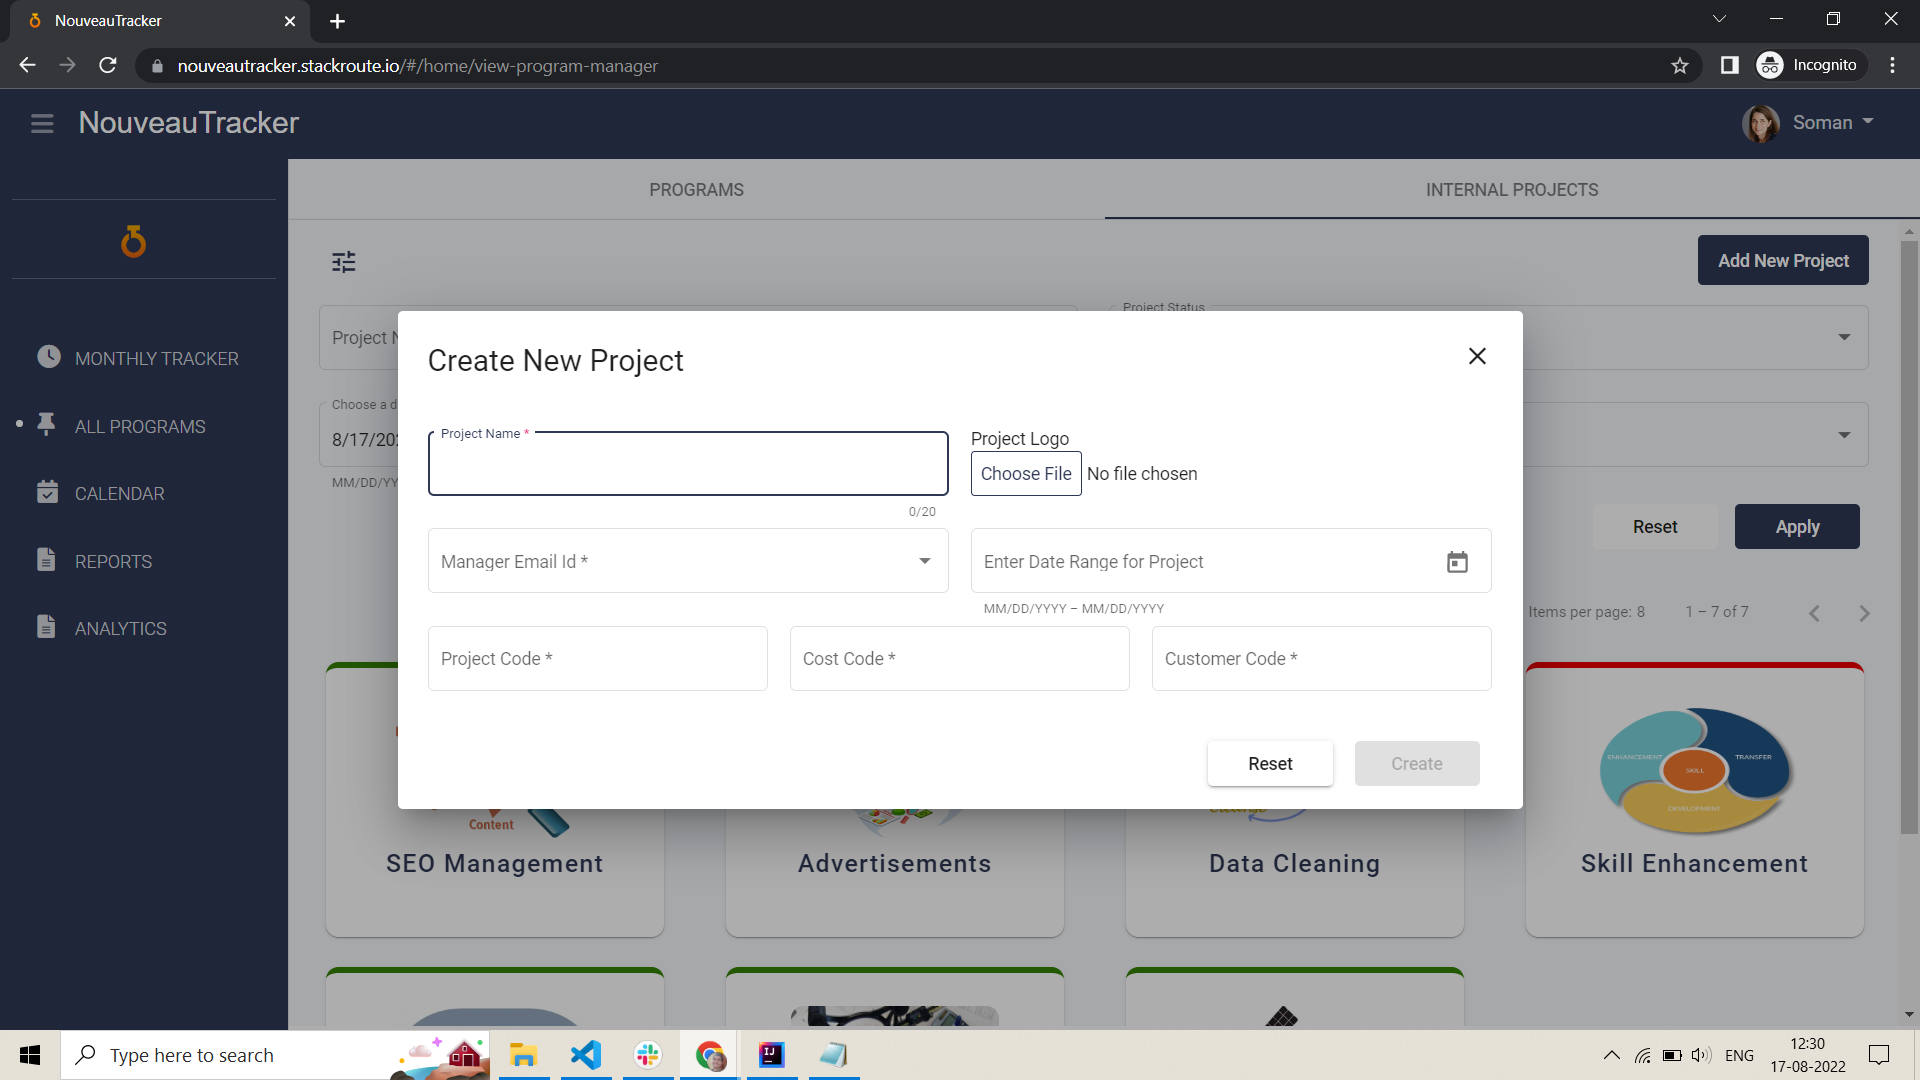 NouveauTracker
nouveautracker.stackroute.io/#/home/view-program-manager
Incognito
NouveauTracker
Soman
PROGRAMS
INTERNAL PROJECTS
Add New Project
MONTHLY TRACKER
ALL PROGRAMS
CALENDAR
REPORTS
ANALYTICS
Project N
Project Status
Choose a d
8/17/202
MM/DD/YY
Reset
Apply
Items per page: 8
1 – 7 of 7
Create New Project
Project Name *
0/20
Project Logo
Choose File No file chosen
Manager Email Id *
Enter Date Range for Project
MM/DD/YYYY – MM/DD/YYYY
Project Code *
Cost Code *
Customer Code *
Reset
Create
Content
ENHANCEMENT
TRANSFER
SKILL
DEVELOPMENT
SEO Management
Advertisements
Data Cleaning
Skill Enhancement
Type here to search
IJ
ENG
12:30
17-08-2022